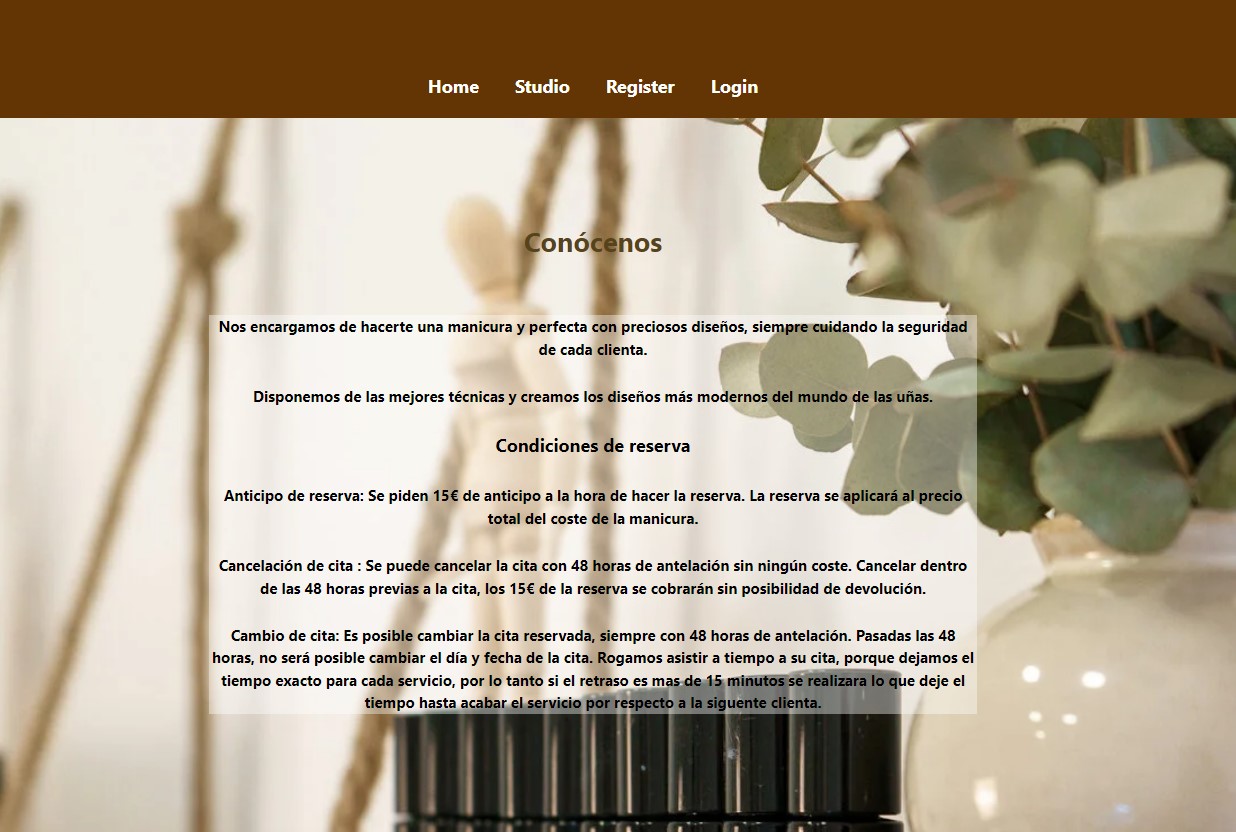 Home Studio Register Login
Conócenos
Nos encargamos de hacerte una manicura y perfecta con preciosos diseños, siempre cuidando la seguridad
de cada clienta.
Disponemos de las mejores técnicas y creamos los diseños más modernos del mundo de las uñas.
Condiciones de reserva
Anticipo de reserva: Se piden 15€ de anticipo a la hora de hacer la reserva. La reserva se aplicará al precio
total del coste de la manicura.
Cancelación de cita : Se puede cancelar la cita con 48 horas de antelación sin ningún coste. Cancelar dentro
de las 48 horas previas a la cita, los 15€ de la reserva se cobrarán sin posibilidad de devolución.
Cambio de cita: Es posible cambiar la cita reservada, siempre con 48 horas de antelación. Pasadas las 48
horas, no será posible cambiar el día y fecha de la cita. Rogamos asistir a tiempo a su cita, porque dejamos el
tiempo exacto para cada servicio, por lo tanto si el retraso es mas de 15 minutos se realizara lo que deje el
tiempo hasta acabar el servicio por respecto a la siguente clienta.